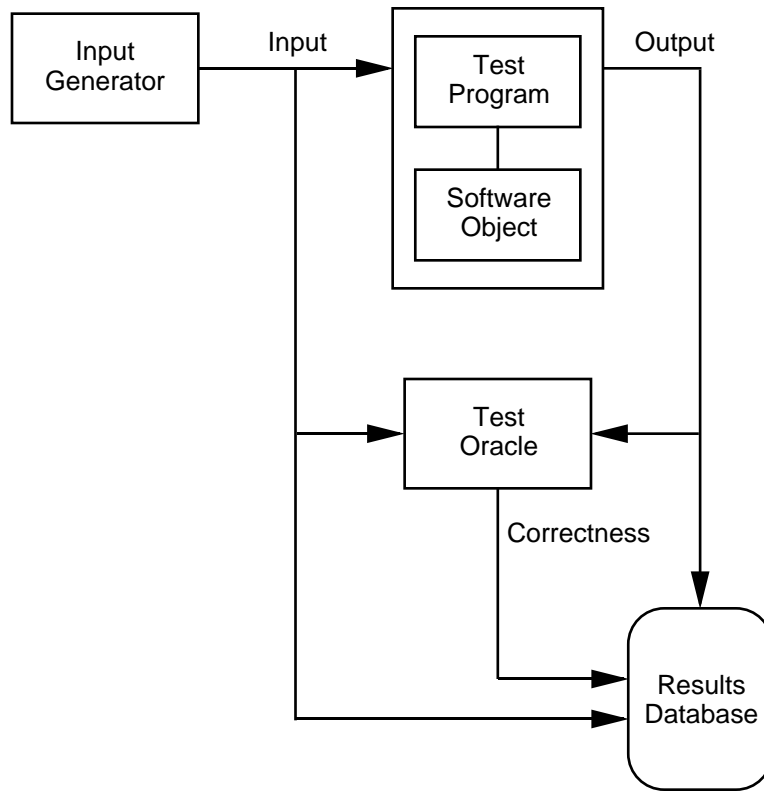 Input
Generator
Input
Test
Program
Output
Software
Object
Test
Oracle
Correctness
Results
Database